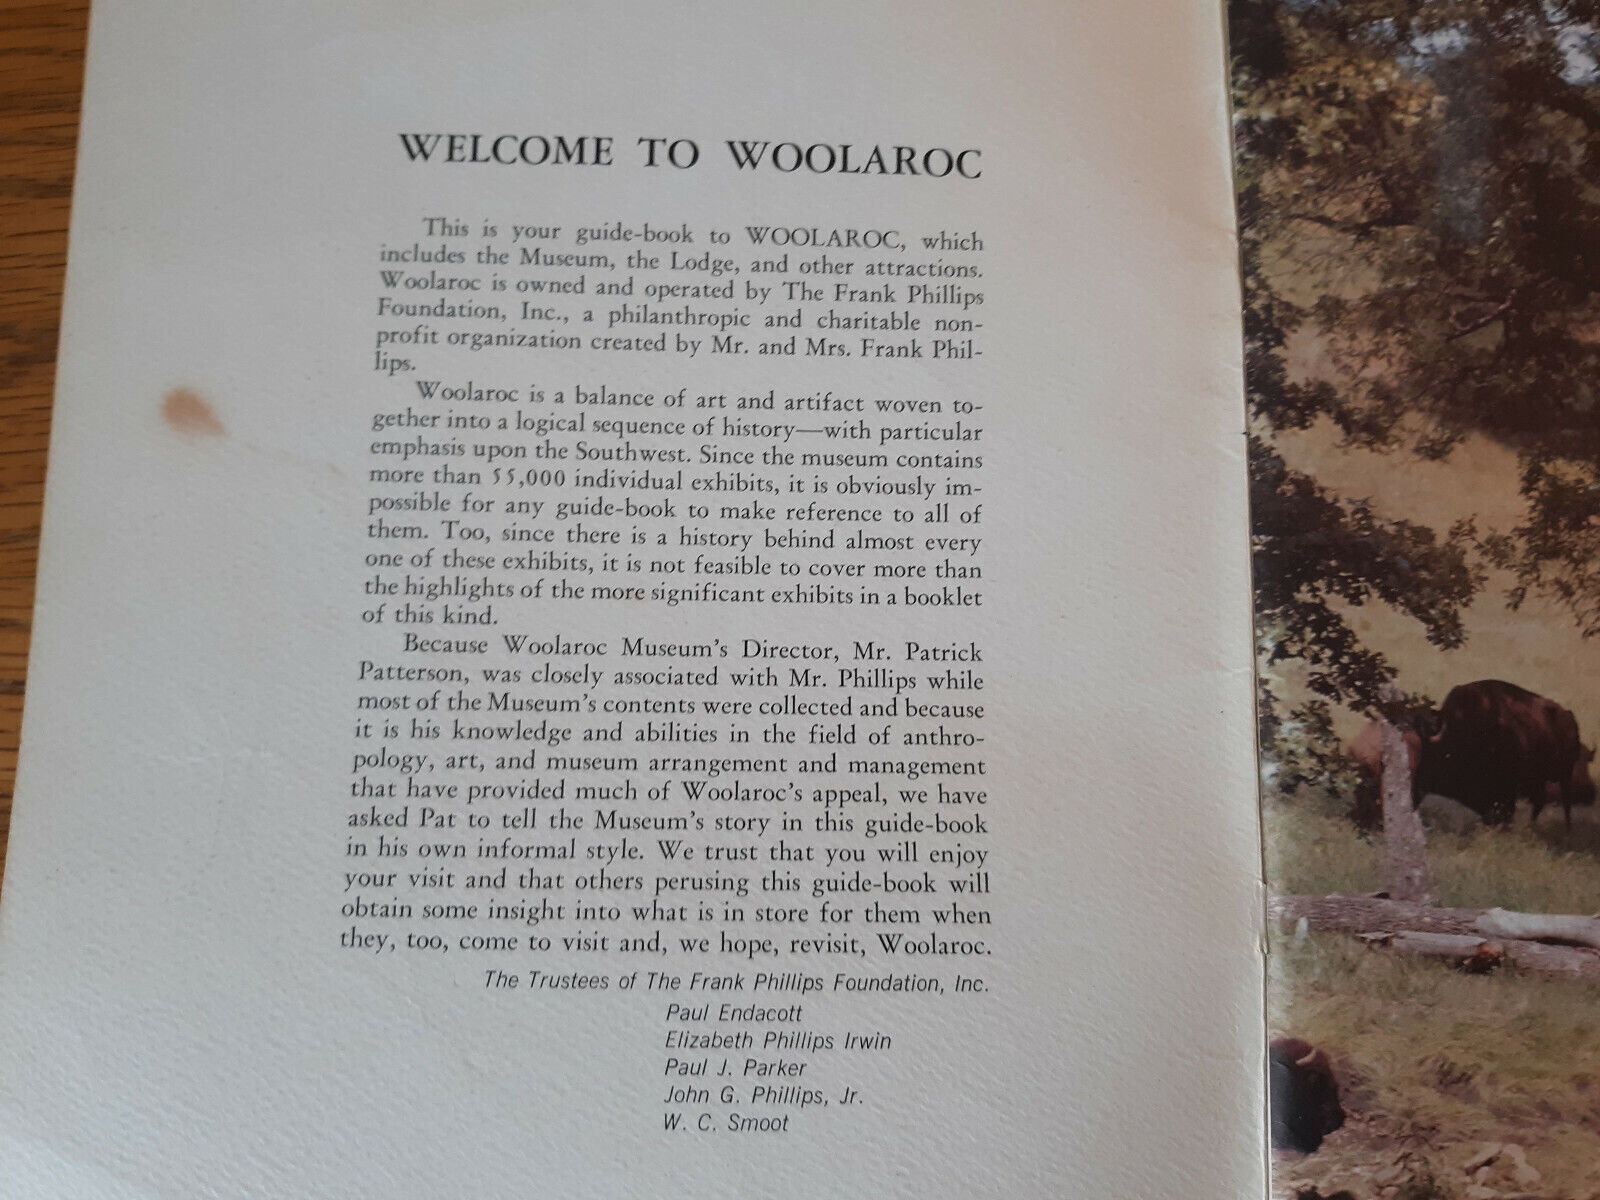 WELCOME TO WOOLAROC
This is your guide-book to WOOLAROC, which
includes the Museum, the Lodge, and other attractions.
Woolaroc is owned and operated by The Frank Phillips
Foundation, Inc., a philanthropic and charitable non-
profit organization created by Mr. and Mrs. Frank Phil-
lips.
Woolaroc is a balance of art and artifact woven to-
gether into a logical sequence of history—with particular
emphasis upon the Southwest. Since the museum contains
more than 55,000 individual exhibits, it is obviously im-
possible for any guide-book to make reference to all of
them. Too, since there is a history behind almost every
one of these exhibits, it is not feasible to cover more than
the highlights of the more significant exhibits in a booklet
of this kind.
Because Woolaroc Museum's Director, Mr. Patrick
Patterson, was closely associated with Mr. Phillips while
most of the Museum's contents were collected and because
it is his knowledge and abilities in the field of anthro-
pology, art, and museum arrangement and management
that have provided much of Woolaroc's appeal, we have
asked Pat to tell the Museum's story in this guide-book
in his own informal style. We trust that you will enjoy
your visit and that others perusing this guide-book will
obtain some insight into what is in store for them when
they, too, come to visit and, we hope, revisit, Woolaroc.
The Trustees of The Frank Phillips Foundation, Inc.
Paul Endacott
Elizabeth Phillips Irwin
Paul J. Parker
John G. Phillips, Jr.
W. C. Smoot